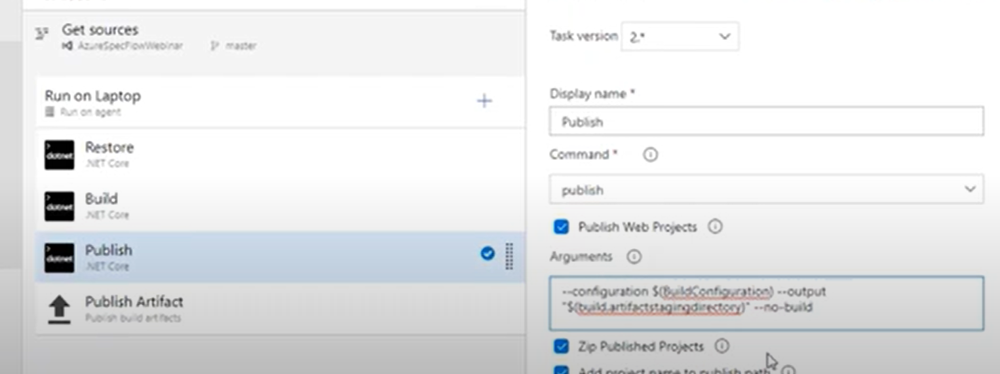 Get sources
AzureSpecFlowWebinar master
Run on Laptop
Run on agent
dotnet
Restore
.NET Core
dotnet
Build
.NET Core
dotnet
Publish
.NET Core
Publish Artifact
Publish build artifacts
Task version 2.*
Display name *
Publish
Command *
publish
Publish Web Projects
Arguments
--configuration $(BuildConfiguration) --output
"$(build.artifactstagingdirectory)" --no-build
Zip Published Projects
Add project name to publish path